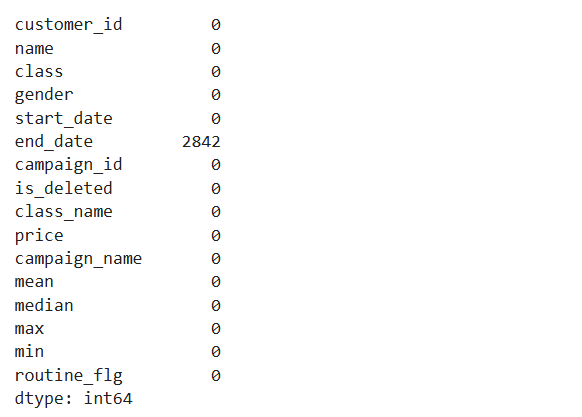 customer_id 0
name 0
class 0
gender 0
start_date 0
end_date 2842
campaign_id 0
is_deleted 0
class_name 0
price 0
campaign_name 0
mean 0
median 0
max 0
min 0
routine_flg 0
dtype: int64